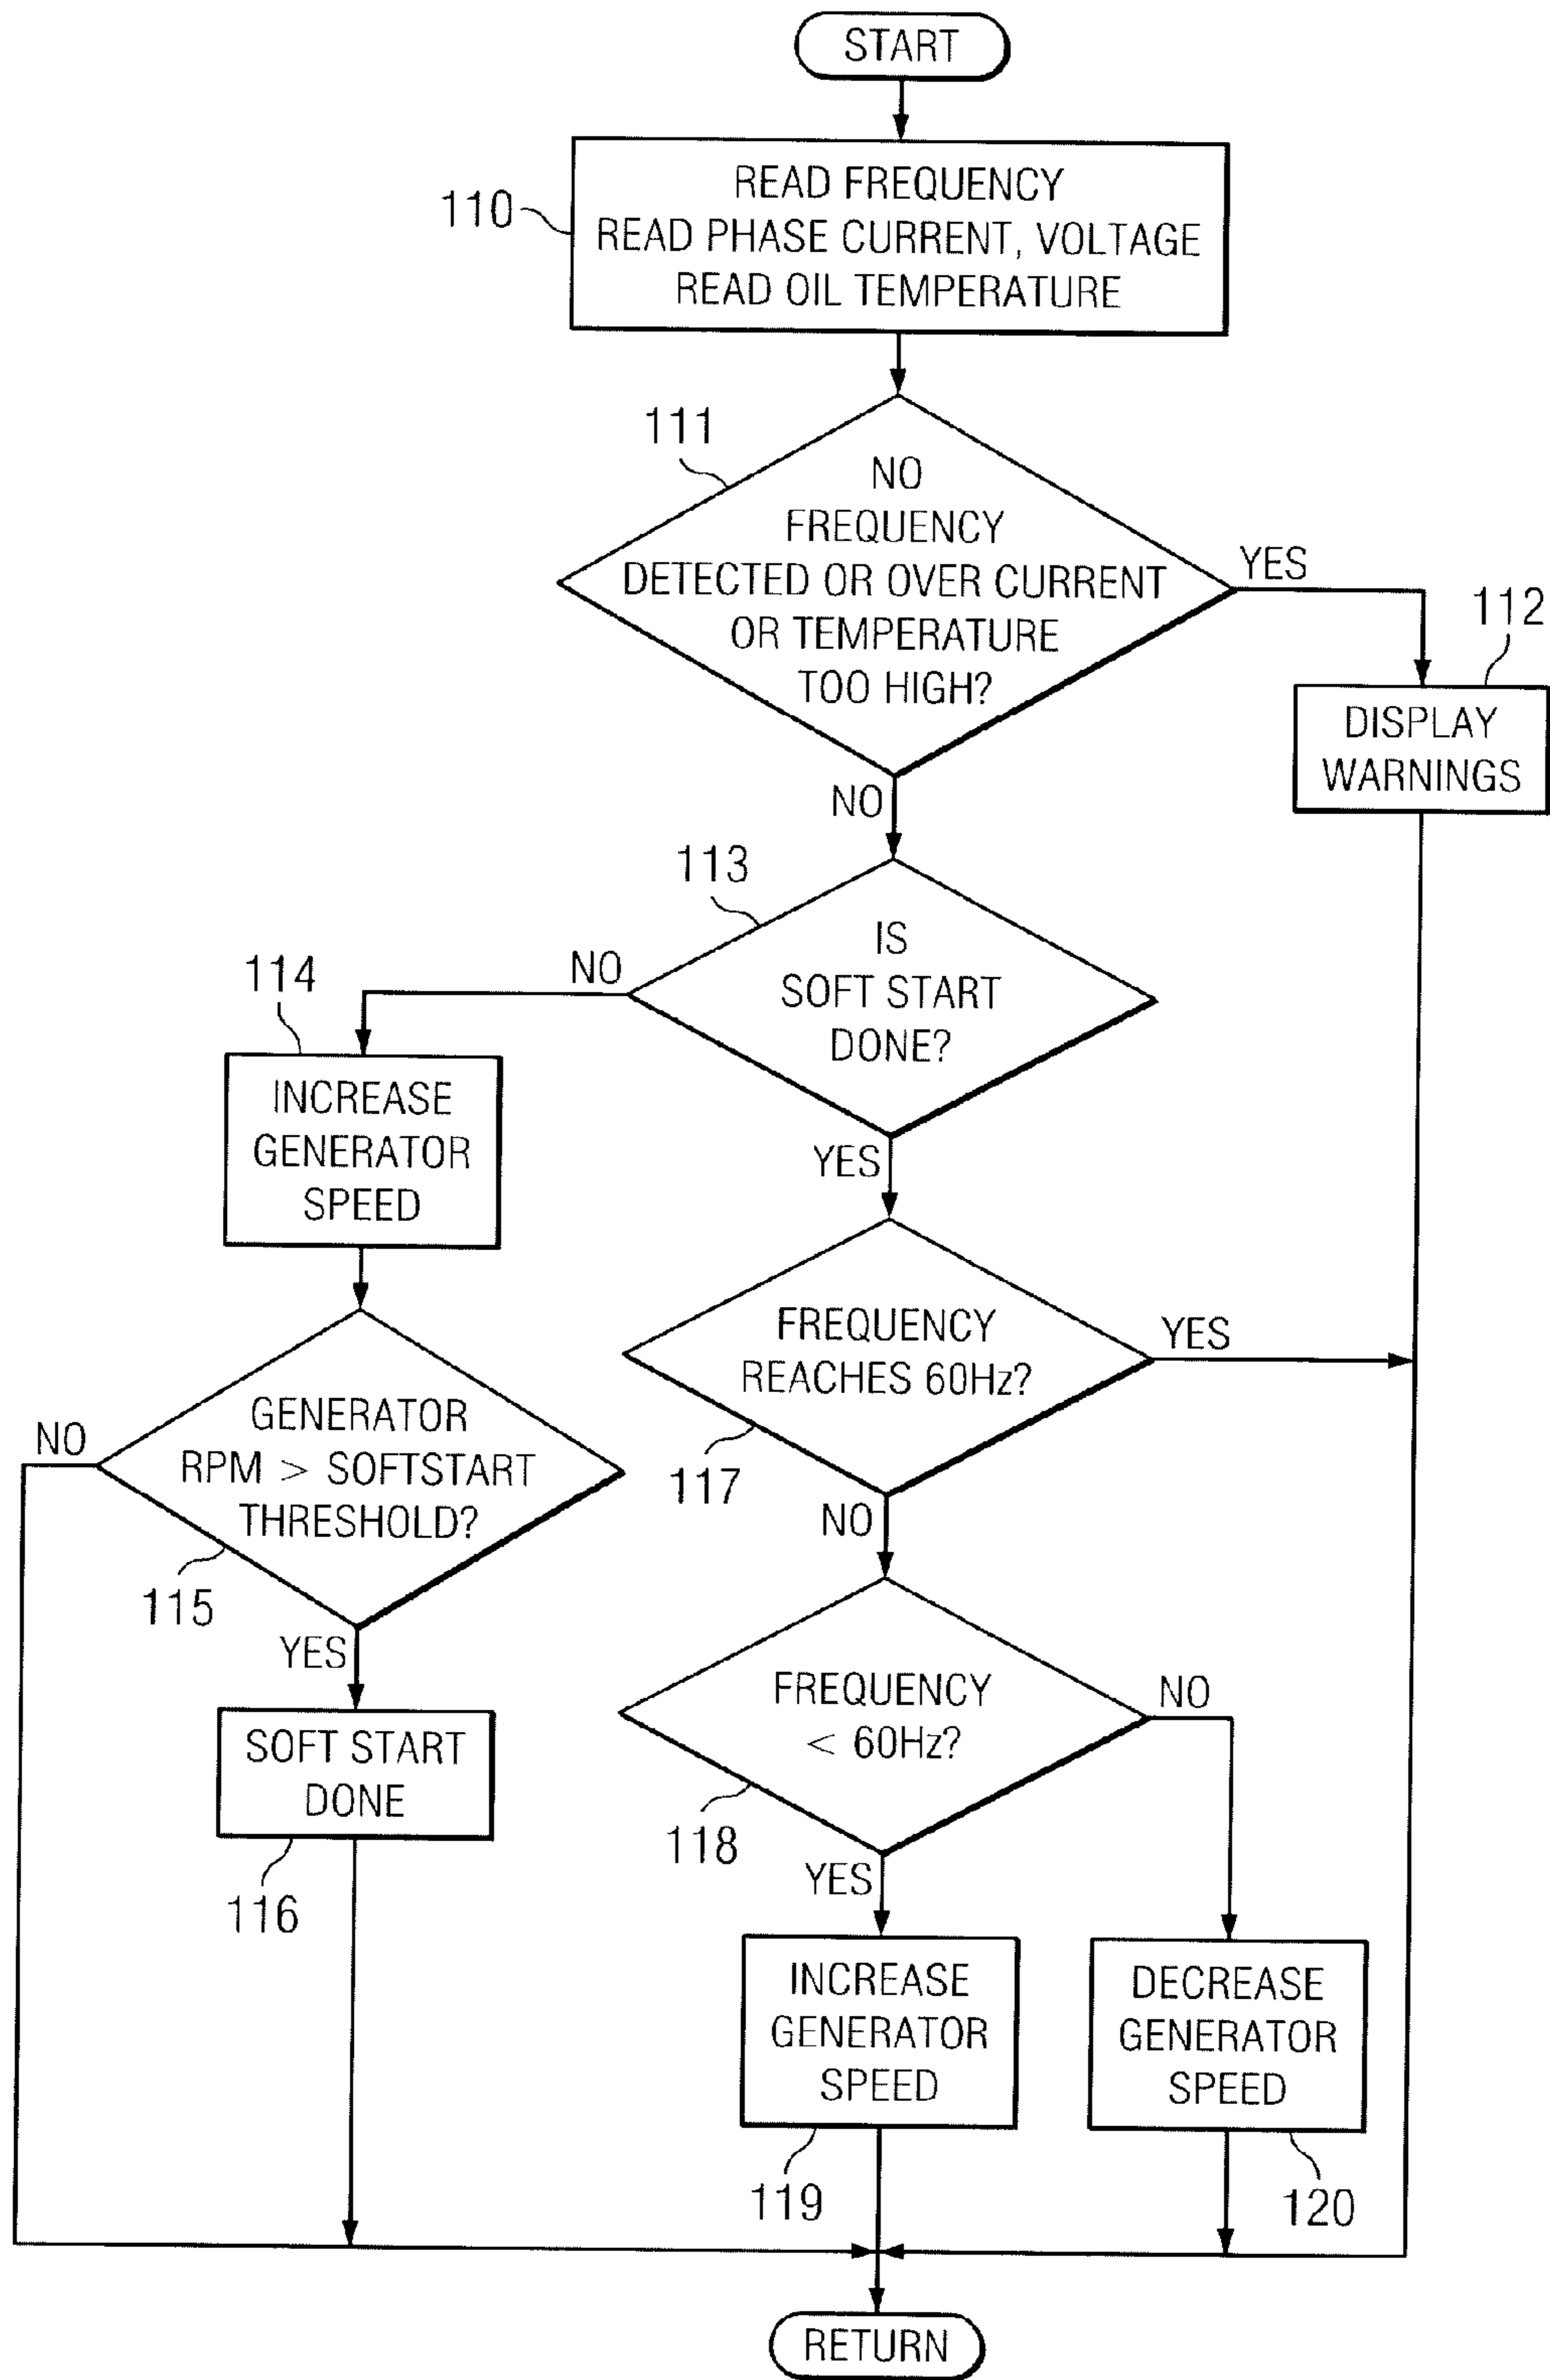 START
110
READ FREQUENCY
READ PHASE CURRENT, VOLTAGE
READ OIL TEMPERATURE
111
NO
FREQUENCY
DETECTED OR OVER CURRENT
OR TEMPERATURE
TOO HIGH?
YES
112
DISPLAY
WARNINGS
NO
113
IS
SOFT START
DONE?
NO
114
INCREASE
GENERATOR
SPEED
YES
FREQUENCY
REACHES 60Hz?
YES
117
NO
GENERATOR
RPM > SOFTSTART
THRESHOLD?
NO
115
YES
SOFT START
DONE
116
FREQUENCY
< 60Hz?
NO
118
YES
INCREASE
GENERATOR
SPEED
119
DECREASE
GENERATOR
SPEED
120
RETURN